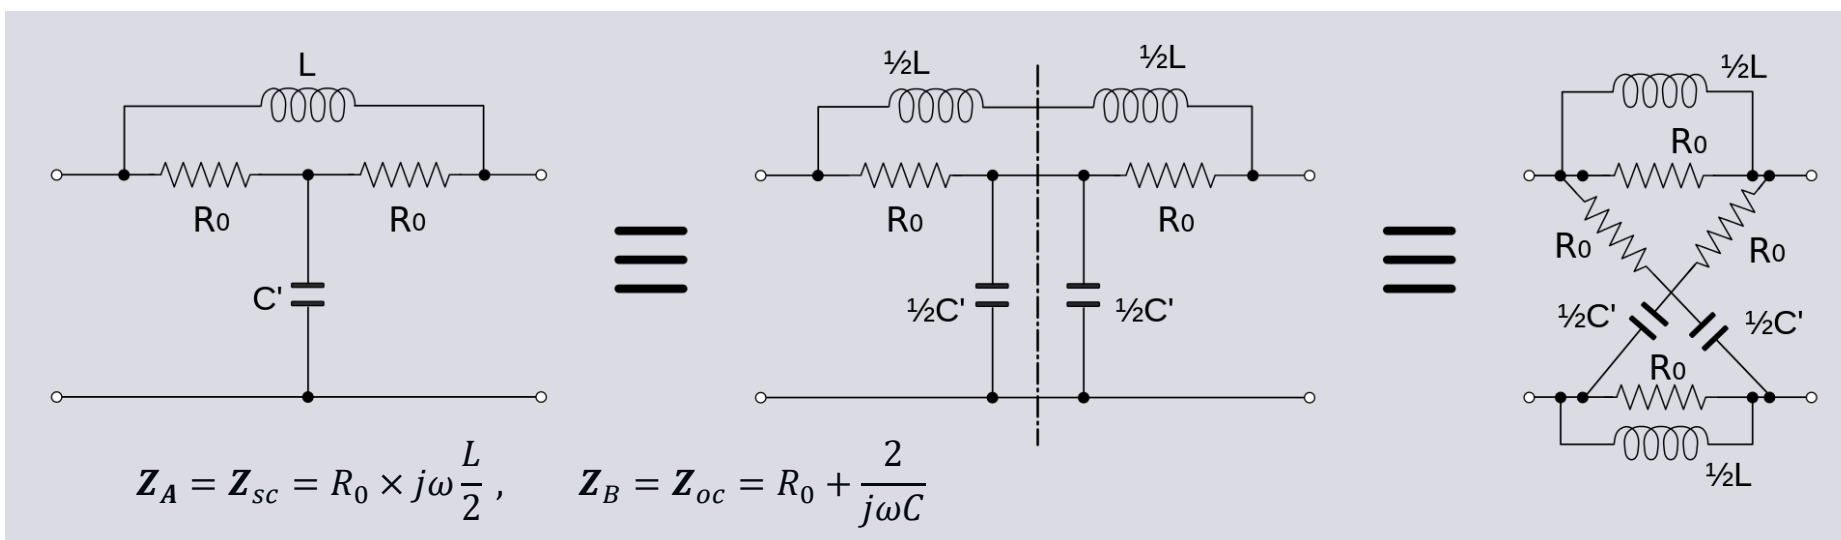 L
R₀
R₀
C'
½L
½L
R₀
R₀
½C'
½C'
½L
R₀
R₀
R₀
½C'
½C'
R₀
½L
Z_A = Z_sc = R₀ × jω L/2 , Z_B = Z_oc = R₀ + 2/jωC